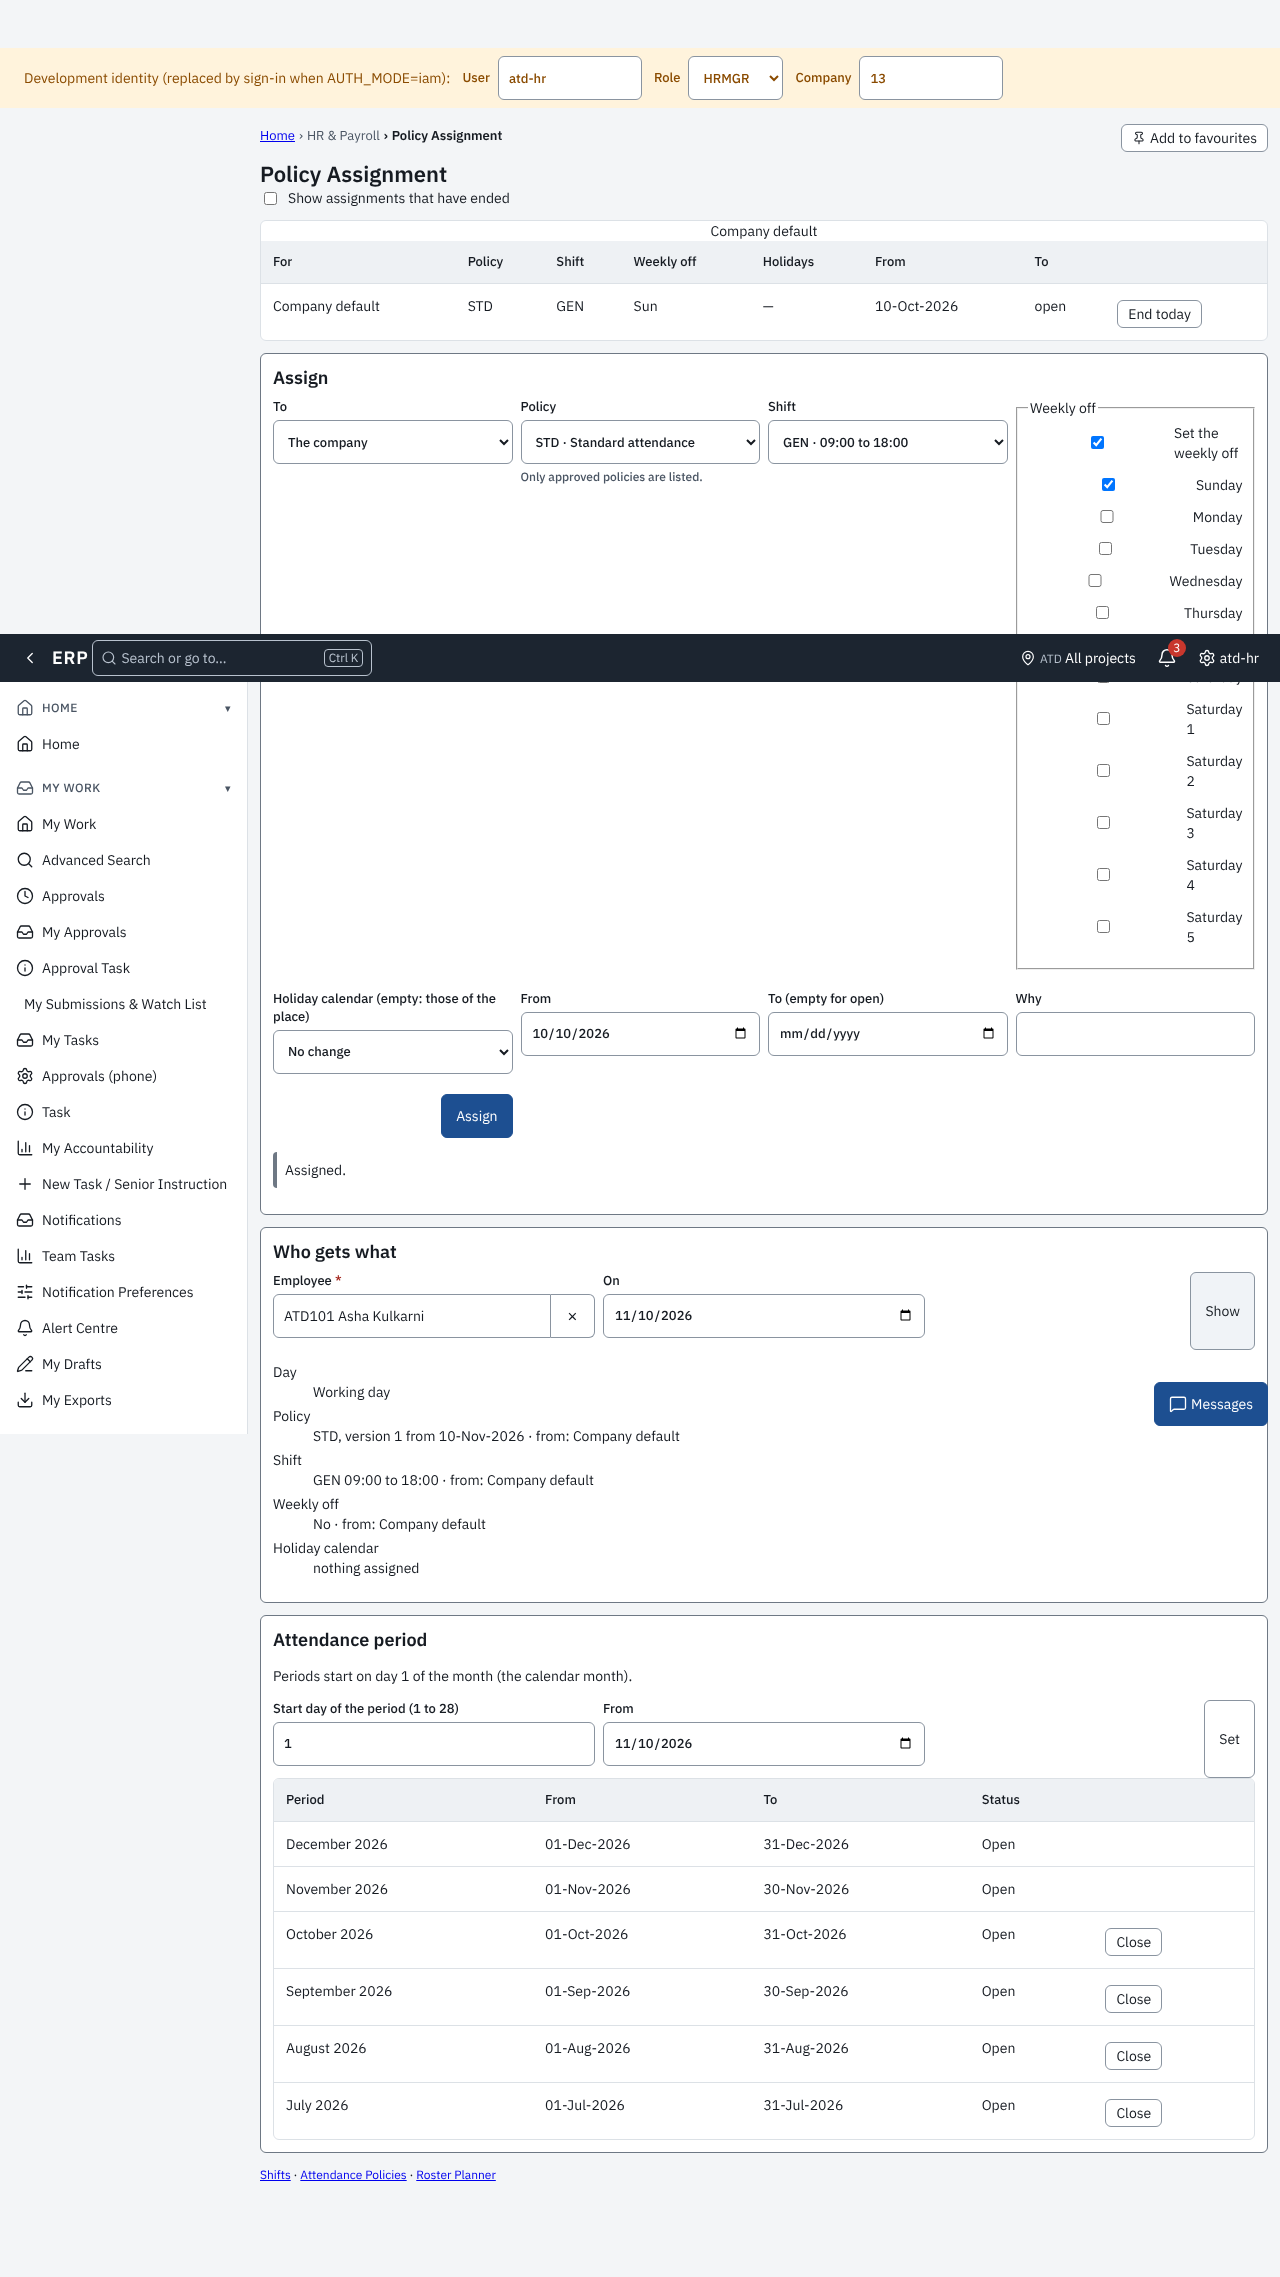 Development identity (replaced by sign-in when AUTH_MODE=iam): User atd-hr Role HRMGR Company 13
Home › HR & Payroll › Policy Assignment
Add to favourites
Policy Assignment
Show assignments that have ended
Company default
For Policy Shift Weekly off Holidays From To
Company default STD GEN Sun — 10-Oct-2026 open End today
Assign
To Policy Shift
The company STD · Standard attendance GEN · 09:00 to 18:00
Only approved policies are listed.
Weekly off
Set the
weekly off
Sunday
Monday
Tuesday
Wednesday
Thursday
ERP Search or go to... Ctrl K ATD All projects 3 atd-hr
Saturday
1
Saturday
2
Saturday
3
Saturday
4
Saturday
5
HOME
Home
MY WORK
My Work
Advanced Search
Approvals
My Approvals
Approval Task
My Submissions & Watch List
My Tasks
Approvals (phone)
Task
My Accountability
New Task / Senior Instruction
Notifications
Team Tasks
Notification Preferences
Alert Centre
My Drafts
My Exports
Holiday calendar (empty: those of the
place)
From To (empty for open) Why
No change 10/10/2026 mm/dd/yyyy
Assign
Assigned.
Who gets what
Employee * On
ATD101 Asha Kulkarni × 11/10/2026 Show
Day
Working day
Messages
Policy
STD, version 1 from 10-Nov-2026 · from: Company default
Shift
GEN 09:00 to 18:00 · from: Company default
Weekly off
No · from: Company default
Holiday calendar
nothing assigned
Attendance period
Periods start on day 1 of the month (the calendar month).
Start day of the period (1 to 28) From
1 11/10/2026 Set
Period From To Status
December 2026 01-Dec-2026 31-Dec-2026 Open
November 2026 01-Nov-2026 30-Nov-2026 Open
October 2026 01-Oct-2026 31-Oct-2026 Open Close
September 2026 01-Sep-2026 30-Sep-2026 Open Close
August 2026 01-Aug-2026 31-Aug-2026 Open Close
July 2026 01-Jul-2026 31-Jul-2026 Open Close
Shifts · Attendance Policies · Roster Planner